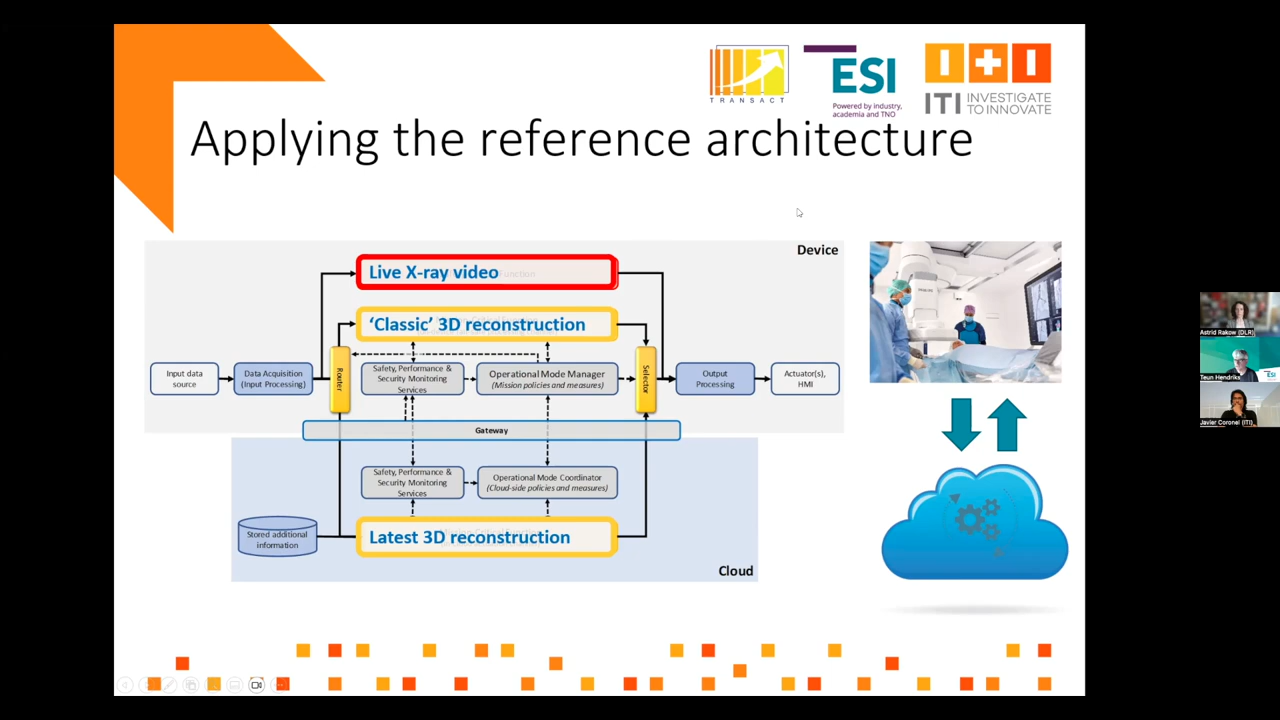 TRANSACT
ESI
Powered by industry,
academia and TNO
ITI INVESTIGATE
TO INNOVATE
Applying the reference architecture
Device
Live X-ray video
Function
'Classic' 3D reconstruction
Input data
source
Data Acquisition
(Input Processing)
Router
Safety, Performance &
Security Monitoring
Services
Operational Mode Manager
(Mission policies and measures)
Selector
Output
Processing
Actuator(s),
HMI
Gateway
Safety, Performance &
Security Monitoring
Services
Operational Mode Coordinator
(Cloud-side policies and measures)
Stored additional
information
Latest 3D reconstruction
Cloud
Astrid Rakow (DLR)
Teun Hendriks
ESI
Javier Coronel (ITI)